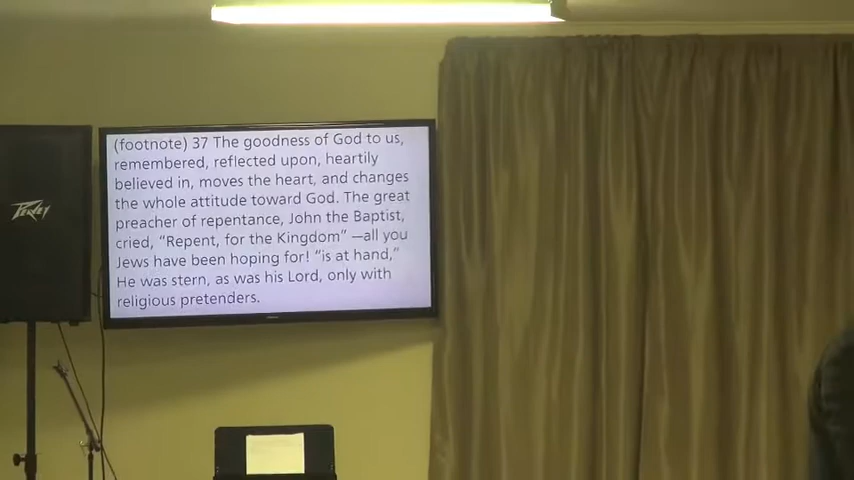 (footnote) 37 The goodness of God to us,
remembered, reflected upon, heartily
believed in, moves the heart, and changes
the whole attitude toward God. The great
preacher of repentance, John the Baptist,
cried, "Repent, for the Kingdom" —all you
Jews have been hoping for! "is at hand,"
He was stern, as was his Lord, only with
religious pretenders.
PEAVEY